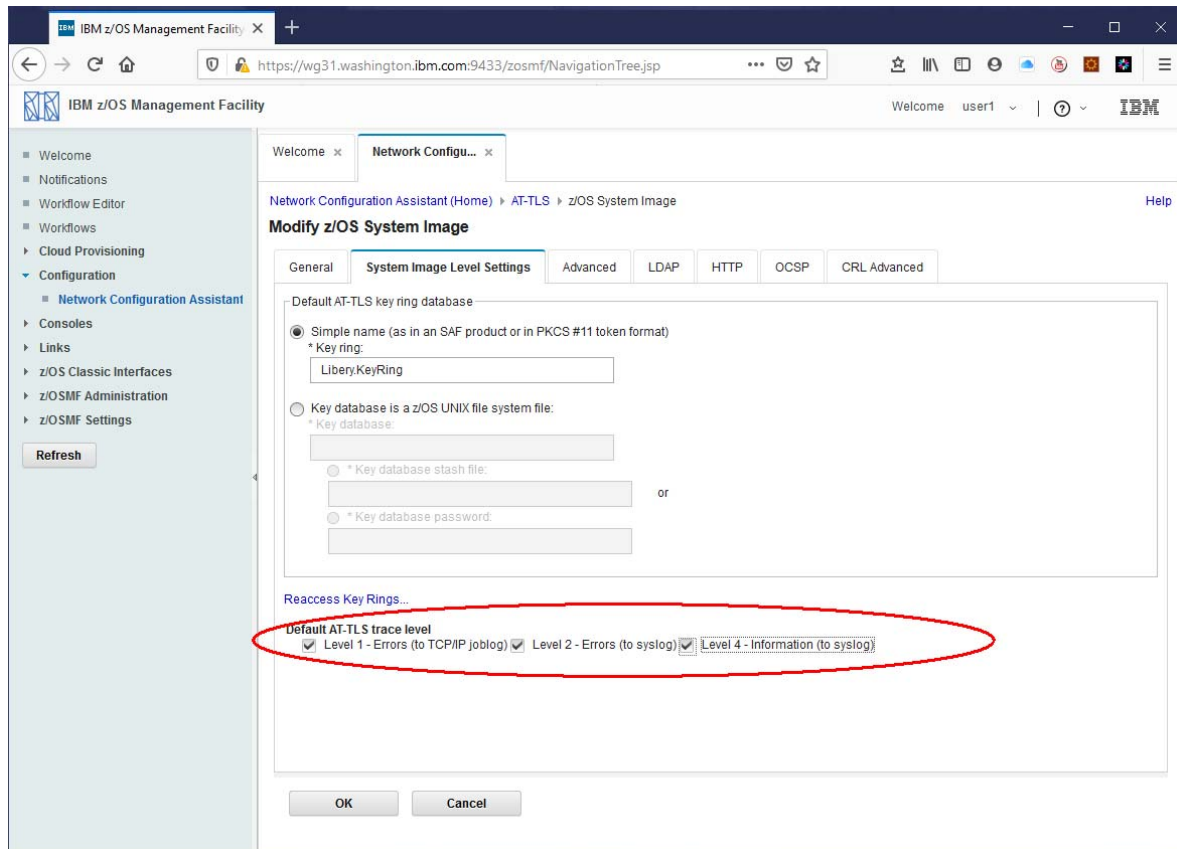 IBM IBM z/OS Management Facility
https://wg31.washington.ibm.com:9433/zosmf/NavigationTree.jsp
IBM z/OS Management Facility
Welcome user1
IBM
Welcome
Notifications
Workflow Editor
Workflows
Cloud Provisioning
Configuration
Network Configuration Assistant
Consoles
Links
z/OS Classic Interfaces
z/OSMF Administration
z/OSMF Settings
Refresh
Welcome
Network Configu...
Network Configuration Assistant (Home) AT-TLS z/OS System Image
Help
Modify z/OS System Image
General System Image Level Settings Advanced LDAP HTTP OCSP CRL Advanced
Default AT-TLS key ring database
Simple name (as in an SAF product or in PKCS #11 token format)
* Key ring:
Libery.KeyRing
Key database is a z/OS UNIX file system file:
* Key database:
* Key database stash file:
or
* Key database password:
Reaccess Key Rings...
Default AT-TLS trace level
Level 1 - Errors (to TCP/IP joblog) Level 2 - Errors (to syslog) Level 4 - Information (to syslog)
OK Cancel